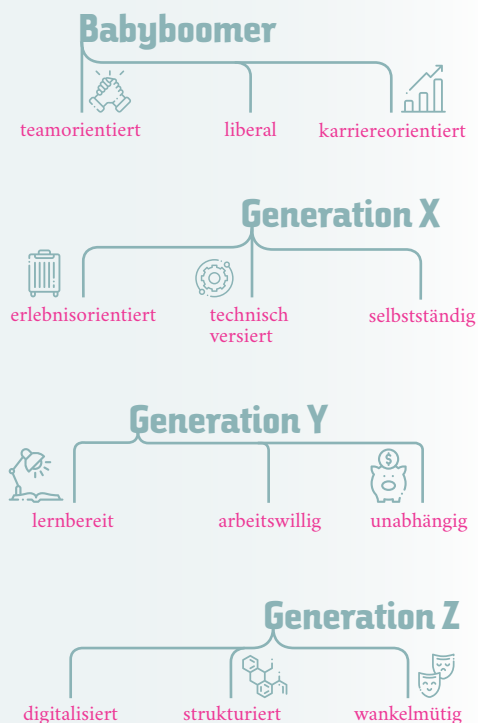 Babyboomer
teamorientiert
liberal
karriereorientiert
Generation X
erlebnisorientiert
technisch
versiert
selbstständig
Generation Y
$
lernbereit
arbeitswillig
unabhängig
Generation Z
digitalisiert
strukturiert
wankelmütig